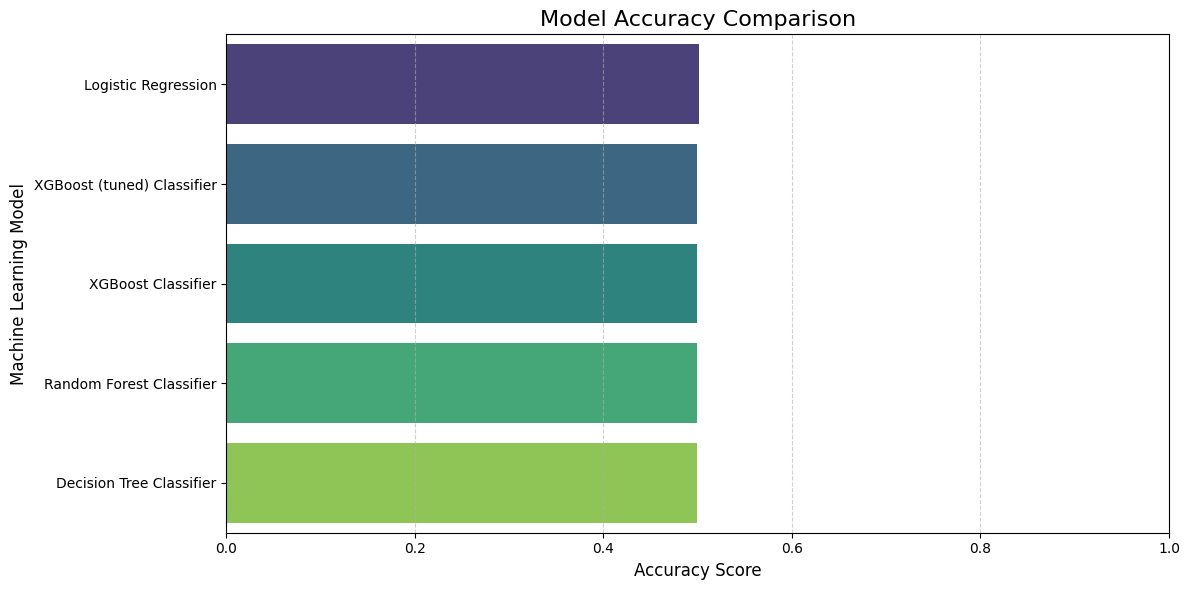 Model Accuracy Comparison
Machine Learning Model
Logistic Regression
XGBoost (tuned) Classifier
XGBoost Classifier
Random Forest Classifier
Decision Tree Classifier
0.0 0.2 0.4 0.6 0.8 1.0
Accuracy Score